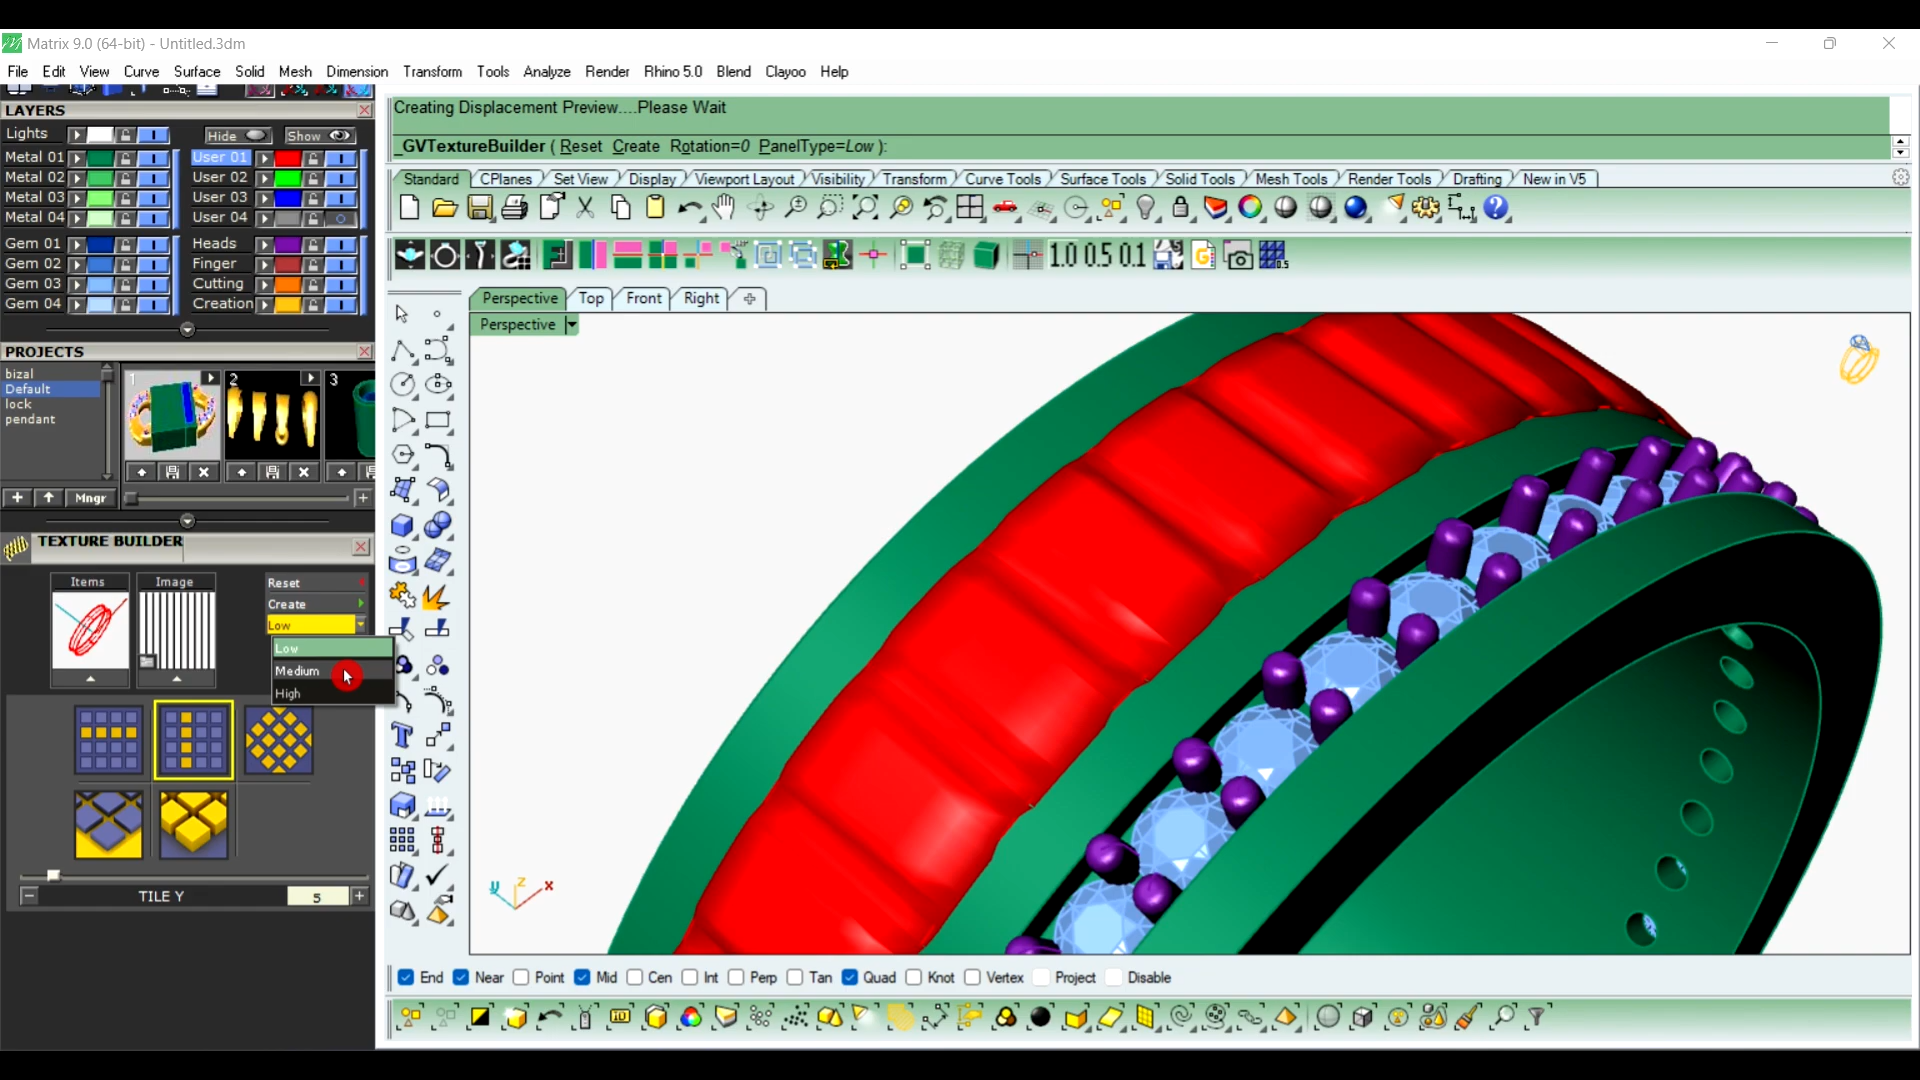 Matrix 9.0 (64-bit) - Untitled.3dm
File Edit View Curve Surface Solid Mesh Dimension Transform Tools Analyze Render Rhino 5.0 Blend Clayoo Help
LAYERS
Lights Hide Show
Metal 01 User 01
Metal 02 User 02
Metal 03 User 03
Metal 04 User 04
Gem 01 Heads
Gem 02 Finger
Gem 03 Cutting
Gem 04 Creation
PROJECTS
bizal
Default
lock
pendant
1 2 3
Mngr
TEXTURE BUILDER
Items Image
Reset
Create
Low
Low
Medium
High
TILE Y 5
Creating Displacement Preview....Please Wait
_GVTextureBuilder ( Reset Create Rotation=0 PanelType=Low ):
Standard CPlanes Set View Display Viewport Layout Visibility Transform Curve Tools Surface Tools Solid Tools Mesh Tools Render Tools Drafting New in V5
1.0 0.5 0.1
0.5
Perspective Top Front Right
Perspective
y z x
End Near Point Mid Cen Int Perp Tan Quad Knot Vertex Project Disable